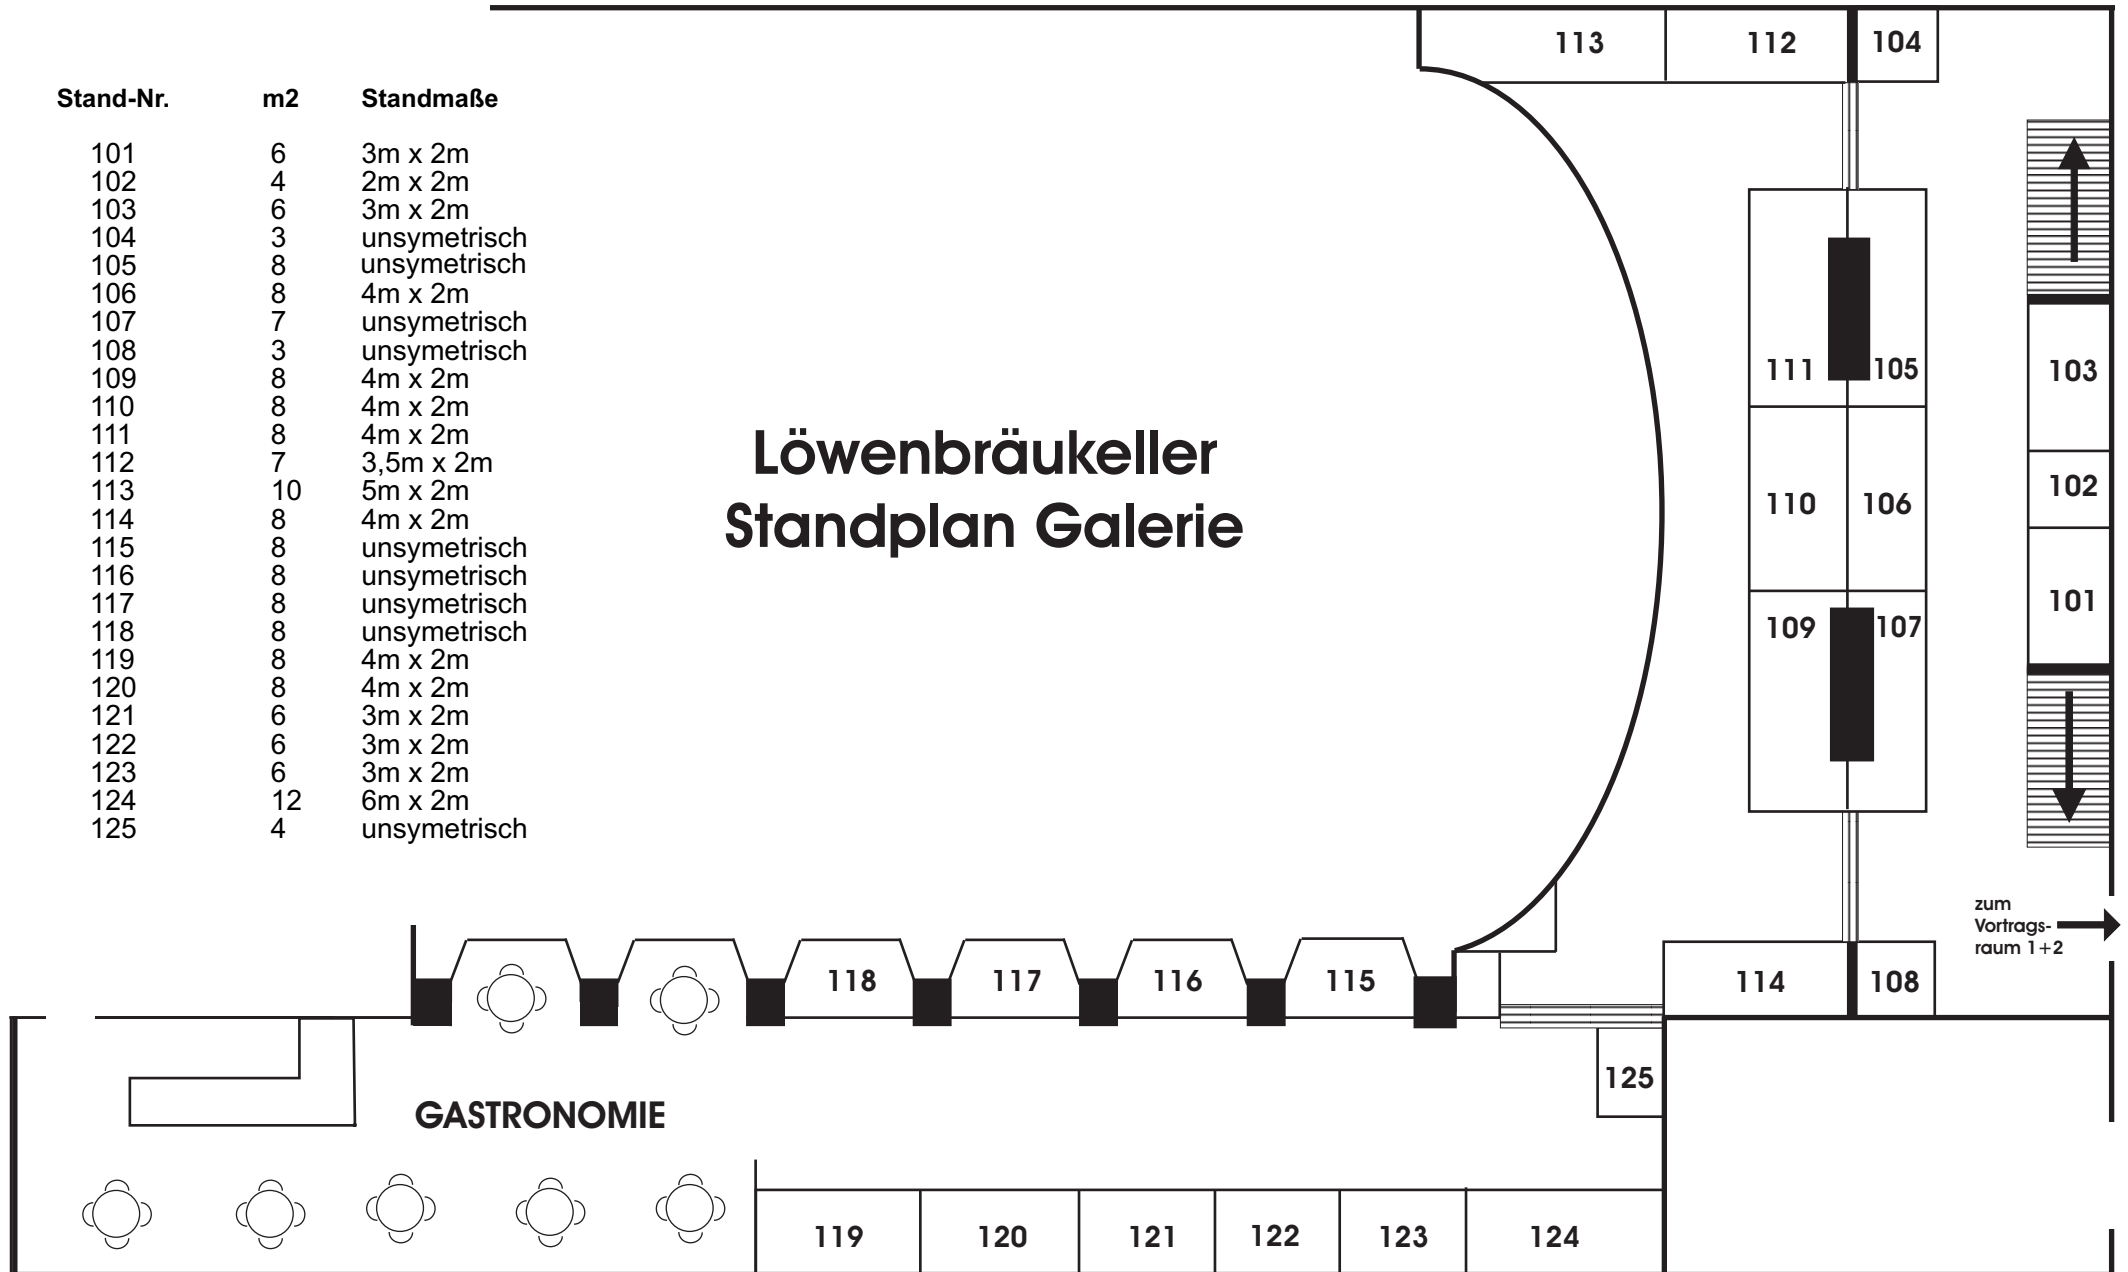 Stand-Nr. m2 Standmaße
101 6 3m x 2m
102 4 2m x 2m
103 6 3m x 2m
104 3 unsymetrisch
105 8 unsymetrisch
106 8 4m x 2m
107 7 unsymetrisch
108 3 unsymetrisch
109 8 4m x 2m
110 8 4m x 2m
111 8 4m x 2m
112 7 3,5m x 2m
113 10 5m x 2m
114 8 4m x 2m
115 8 unsymetrisch
116 8 unsymetrisch
117 8 unsymetrisch
118 8 unsymetrisch
119 8 4m x 2m
120 8 4m x 2m
121 6 3m x 2m
122 6 3m x 2m
123 6 3m x 2m
124 12 6m x 2m
125 4 unsymetrisch
Löwenbräukeller
Standplan Galerie
113 112 104
111 105 103
110 106 102
109 107 101
zum
Vortrags-
raum 1+2
118 117 116 115 114 108
125
GASTRONOMIE
119 120 121 122 123 124